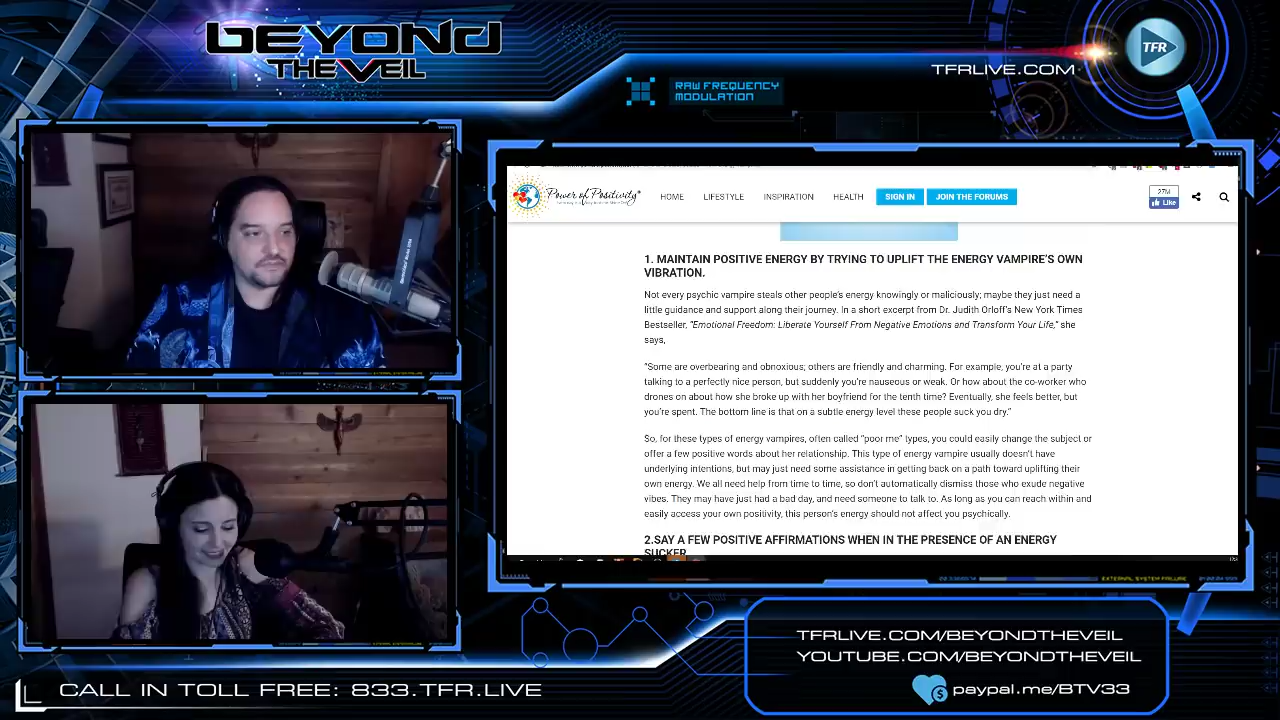 BEYOND
THE VEIL
TFR
TFRLIVE.COM
RAW FREQUENCY
MODULATION
Power of Positivity
HOME
LIFESTYLE
INSPIRATION
HEALTH
SIGN IN
JOIN THE FORUMS
27M
Like
1. MAINTAIN POSITIVE ENERGY BY TRYING TO UPLIFT THE ENERGY VAMPIRE'S OWN
VIBRATION.
Not every psychic vampire steals other people's energy knowingly or maliciously; maybe they just need a
little guidance and support along their journey. In a short excerpt from Dr. Judith Orloff's New York Times
Bestseller, "Emotional Freedom: Liberate Yourself From Negative Emotions and Transform Your Life," she
says,
"Some are overbearing and obnoxious, others are friendly and charming. For example, you're at a party
talking to a perfectly nice person, but suddenly you're nauseous or weak. Or how about the co-worker who
drones on about how she broke up with her boyfriend for the tenth time? Eventually, she feels better, but
you're spent. The bottom line is that on a subtle energy level these people suck you dry."
So, for these types of energy vampires, often called "poor me" types, you could easily change the subject or
offer a few positive words about her relationship. This type of energy vampire usually doesn't have
underlying intentions, but may just need some assistance in getting back on a path toward uplifting their
own energy. We all need help from time to time, so don't automatically dismiss those who exude negative
vibes. They may have just had a bad day, and need someone to talk to. As long as you can reach within and
easily access your own positivity, this person's energy should not affect you psychically.
2.SAY A FEW POSITIVE AFFIRMATIONS WHEN IN THE PRESENCE OF AN ENERGY
SUCKER
EXTERNAL SYSTEM FAILURE
TFRLIVE.COM/BEYONDTHEVEIL
YOUTUBE.COM/BEYONDTHEVEIL
paypal.me/BTV33
CALL IN TOLL FREE: 833.TFR.LIVE